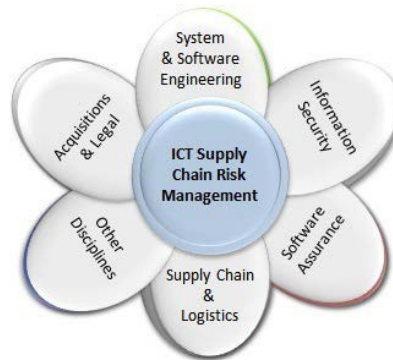 System
& Software
Engineering
Information
Security
Software
Assurance
Supply Chain
&
Logistics
Other
Disciplines
Acquisitions
& Legal
ICT Supply
Chain Risk
Management